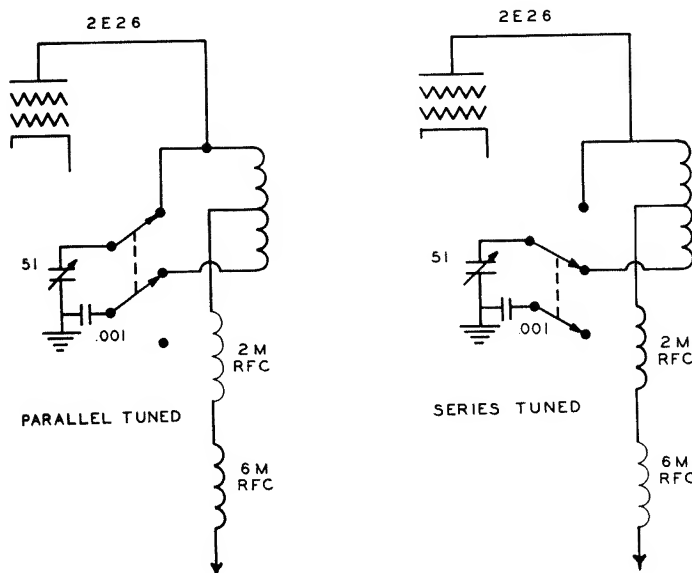 2E26
51
.001
2M
RFC
PARALLEL TUNED
6M
RFC
2E26
51
.001
2M
RFC
SERIES TUNED
6M
RFC